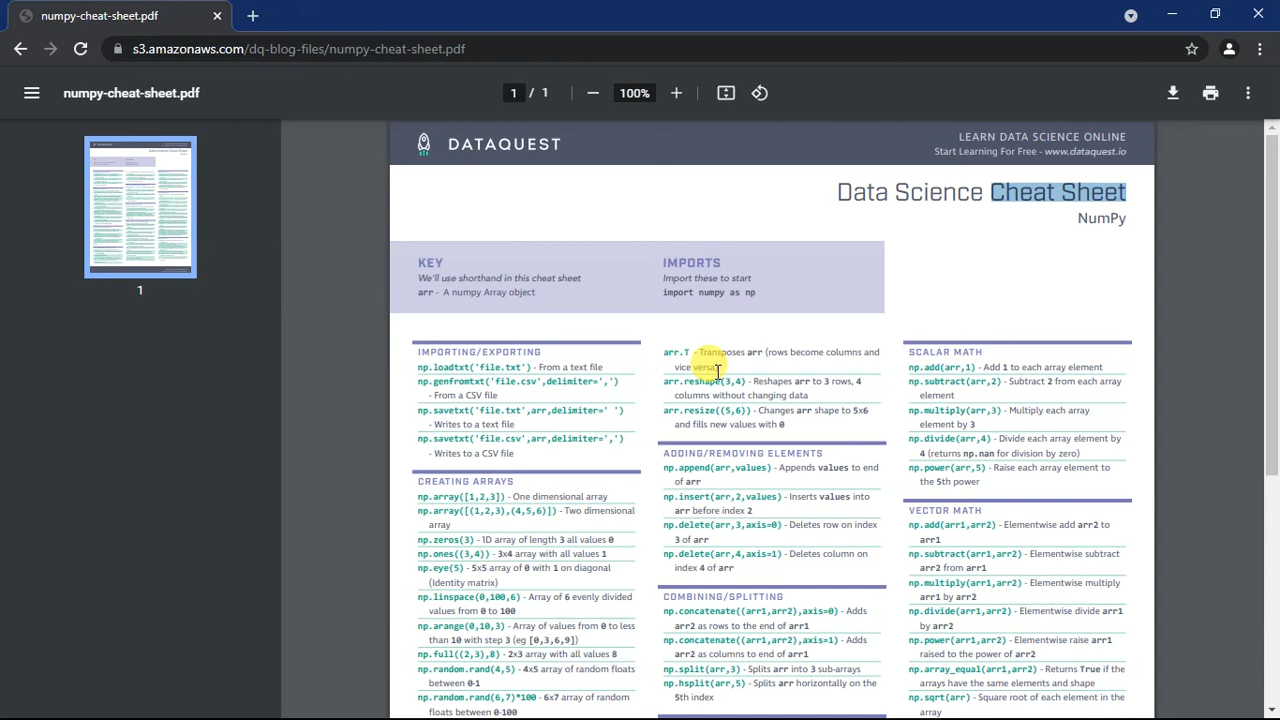 numpy-cheat-sheet.pdf
s3.amazonaws.com/dq-blog-files/numpy-cheat-sheet.pdf
numpy-cheat-sheet.pdf
1 / 1
100%
1
DATAQUEST
LEARN DATA SCIENCE ONLINE
Start Learning For Free - www.dataquest.io
Data Science Cheat Sheet
NumPy
KEY
We'll use shorthand in this cheat sheet
arr - A numpy Array object
IMPORTS
Import these to start
import numpy as np
IMPORTING/EXPORTING
np.loadtxt('file.txt') - From a text file
np.genfromtxt('file.csv',delimiter=',')
- From a CSV file
np.savetxt('file.txt',arr,delimiter=' ')
- Writes to a text file
np.savetxt('file.csv',arr,delimiter=',')
- Writes to a CSV file
CREATING ARRAYS
np.array([1,2,3]) - One dimensional array
np.array([(1,2,3),(4,5,6)]) - Two dimensional
array
np.zeros(3) - 1D array of length 3 all values 0
np.ones((3,4)) - 3x4 array with all values 1
np.eye(5) - 5x5 array of 0 with 1 on diagonal
(Identity matrix)
np.linspace(0,100,6) - Array of 6 evenly divided
values from 0 to 100
np.arange(0,10,3) - Array of values from 0 to less
than 10 with step 3 (eg [0,3,6,9])
np.full((2,3),8) - 2x3 array with all values 8
np.random.rand(4,5) - 4x5 array of random floats
between 0-1
np.random.rand(6,7)*100 - 6x7 array of random
floats between 0-100
arr.T - Transposes arr (rows become columns and
vice versa)
arr.reshape(3,4) - Reshapes arr to 3 rows, 4
columns without changing data
arr.resize((5,6)) - Changes arr shape to 5x6
and fills new values with 0
ADDING/REMOVING ELEMENTS
np.append(arr,values) - Appends values to end
of arr
np.insert(arr,2,values) - Inserts values into
arr before index 2
np.delete(arr,3,axis=0) - Deletes row on index
3 of arr
np.delete(arr,4,axis=1) - Deletes column on
index 4 of arr
COMBINING/SPLITTING
np.concatenate((arr1,arr2),axis=0) - Adds
arr2 as rows to the end of arr1
np.concatenate((arr1,arr2),axis=1) - Adds
arr2 as columns to end of arr1
np.split(arr,3) - Splits arr into 3 sub-arrays
np.hsplit(arr,5) - Splits arr horizontally on the
5th index
SCALAR MATH
np.add(arr,1) - Add 1 to each array element
np.subtract(arr,2) - Subtract 2 from each array
element
np.multiply(arr,3) - Multiply each array
element by 3
np.divide(arr,4) - Divide each array element by
4 (returns np.nan for division by zero)
np.power(arr,5) - Raise each array element to
the 5th power
VECTOR MATH
np.add(arr1,arr2) - Elementwise add arr2 to
arr1
np.subtract(arr1,arr2) - Elementwise subtract
arr2 from arr1
np.multiply(arr1,arr2) - Elementwise multiply
arr1 by arr2
np.divide(arr1,arr2) - Elementwise divide arr1
by arr2
np.power(arr1,arr2) - Elementwise raise arr1
raised to the power of arr2
np.array_equal(arr1,arr2) - Returns True if the
arrays have the same elements and shape
np.sqrt(arr) - Square root of each element in the
array